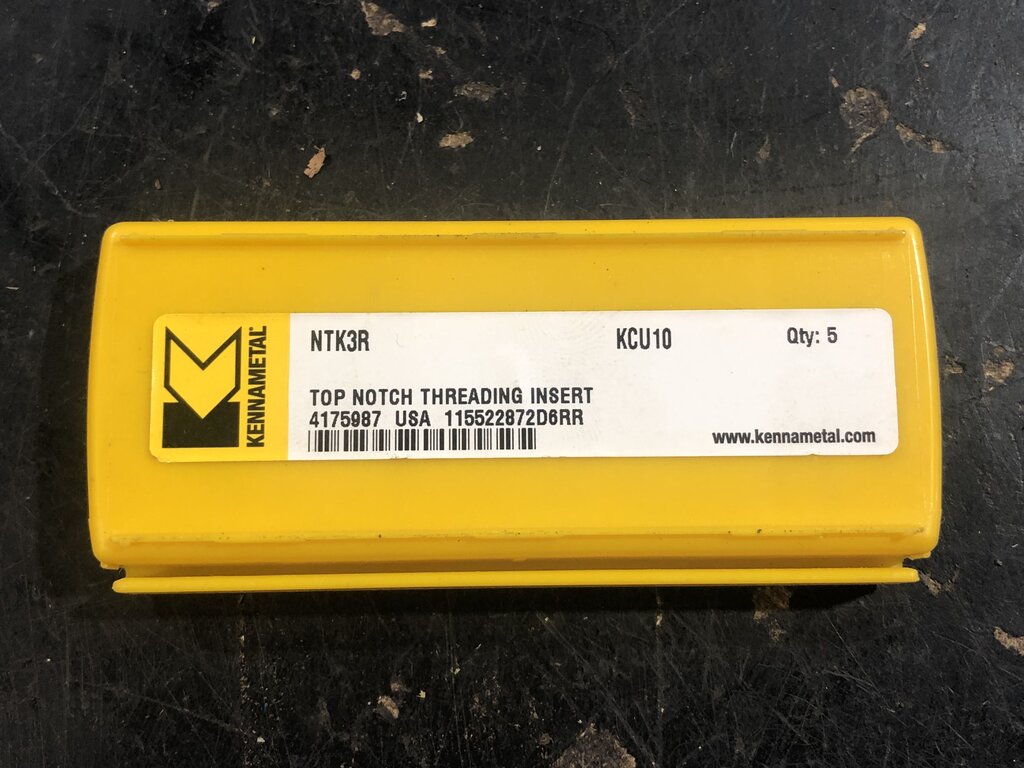 KENNAMETAL
NTK3R KCU10 Qty: 5
TOP NOTCH THREADING INSERT
4175987 USA 115522872D6RR
www.kennametal.com